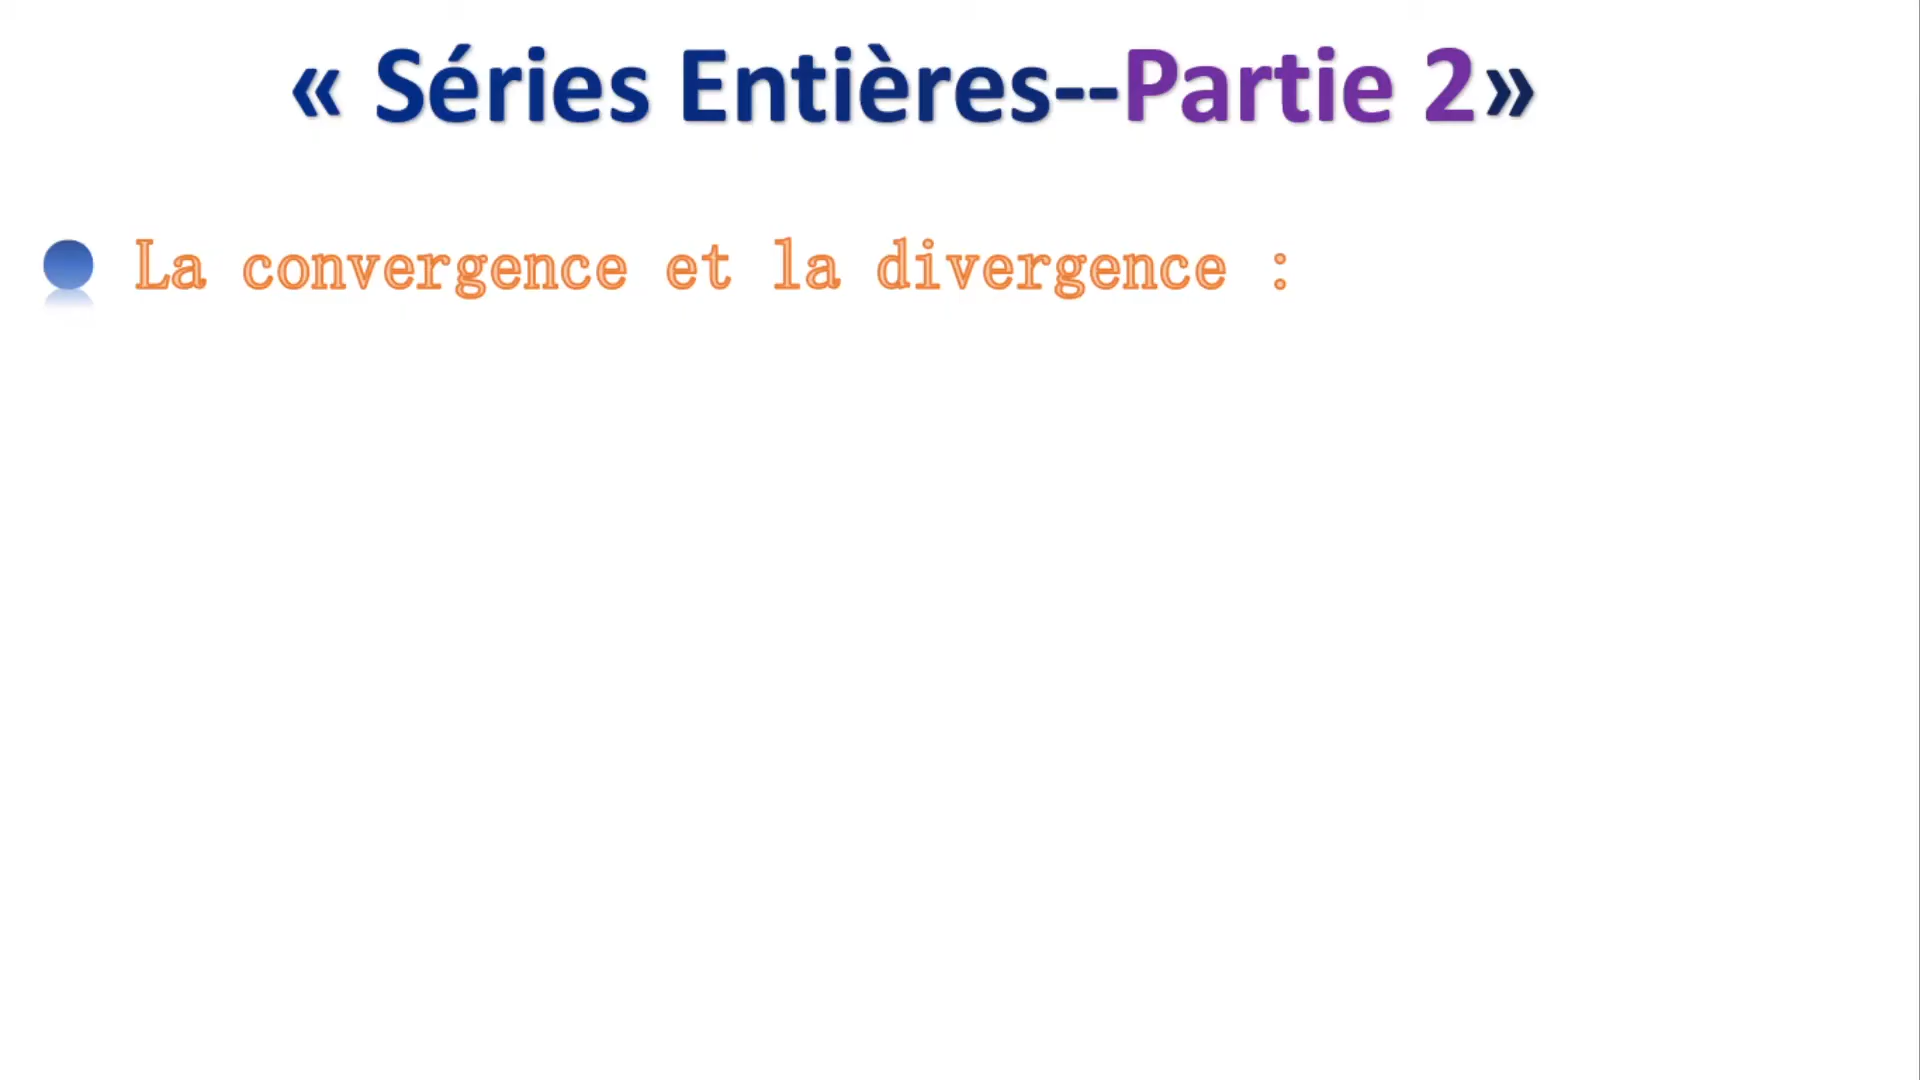 « Séries Entières--Partie 2»
La convergence et la divergence :